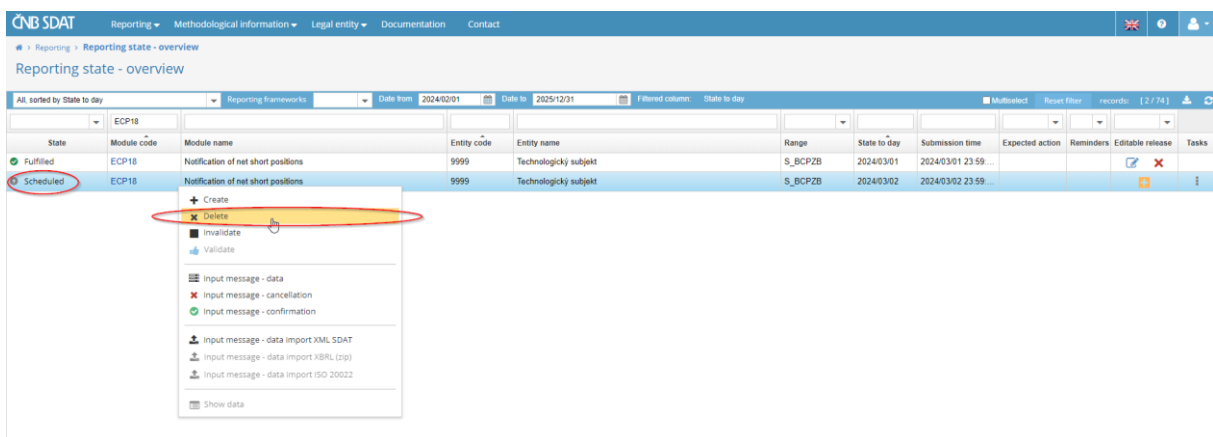 ČNB SDAT Reporting Methodological information Legal entity Documentation Contact
Reporting Reporting state - overview
Reporting state - overview
All, sorted by State to day Reporting frameworks Date from 2024/02/01 Date to 2025/12/31 Filtered column: State to day Multiselect Reset filter records: [2 / 74]
ECP18
State Module code Module name Entity code Entity name Range State to day Submission time Expected action Reminders Editable release Tasks
Fulfilled ECP18 Notification of net short positions 9999 Technologický subjekt S_BCPZB 2024/03/01 2024/03/01 23:59:...
Scheduled ECP18 Notification of net short positions 9999 Technologický subjekt S_BCPZB 2024/03/02 2024/03/02 23:59:...
Create
Delete
Invalidate
Validate
Input message - data
Input message - cancellation
Input message - confirmation
Input message - data import XML SDAT
Input message - data import XBRL (zip)
Input message - data import ISO 20022
Show data